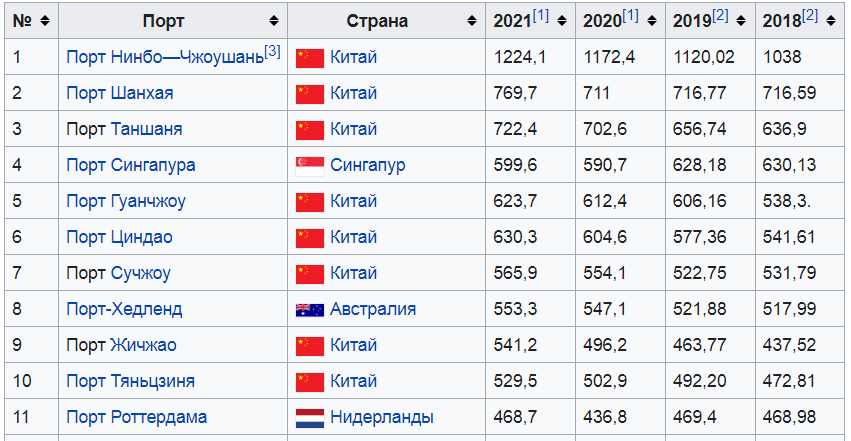 № Порт Страна 2021[1] 2020[1] 2019[2] 2018[2]
1 Порт Нинбо—Чжоушань[3] Китай 1224,1 1172,4 1120,02 1038
2 Порт Шанхая Китай 769,7 711 716,77 716,59
3 Порт Таншаня Китай 722,4 702,6 656,74 636,9
4 Порт Сингапура Сингапур 599,6 590,7 628,18 630,13
5 Порт Гуанчжоу Китай 623,7 612,4 606,16 538,3.
6 Порт Циндао Китай 630,3 604,6 577,36 541,61
7 Порт Сучжоу Китай 565,9 554,1 522,75 531,79
8 Порт-Хедленд Австралия 553,3 547,1 521,88 517,99
9 Порт Жичжао Китай 541,2 496,2 463,77 437,52
10 Порт Тяньцзиня Китай 529,5 502,9 492,20 472,81
11 Порт Роттердама Нидерланды 468,7 436,8 469,4 468,98